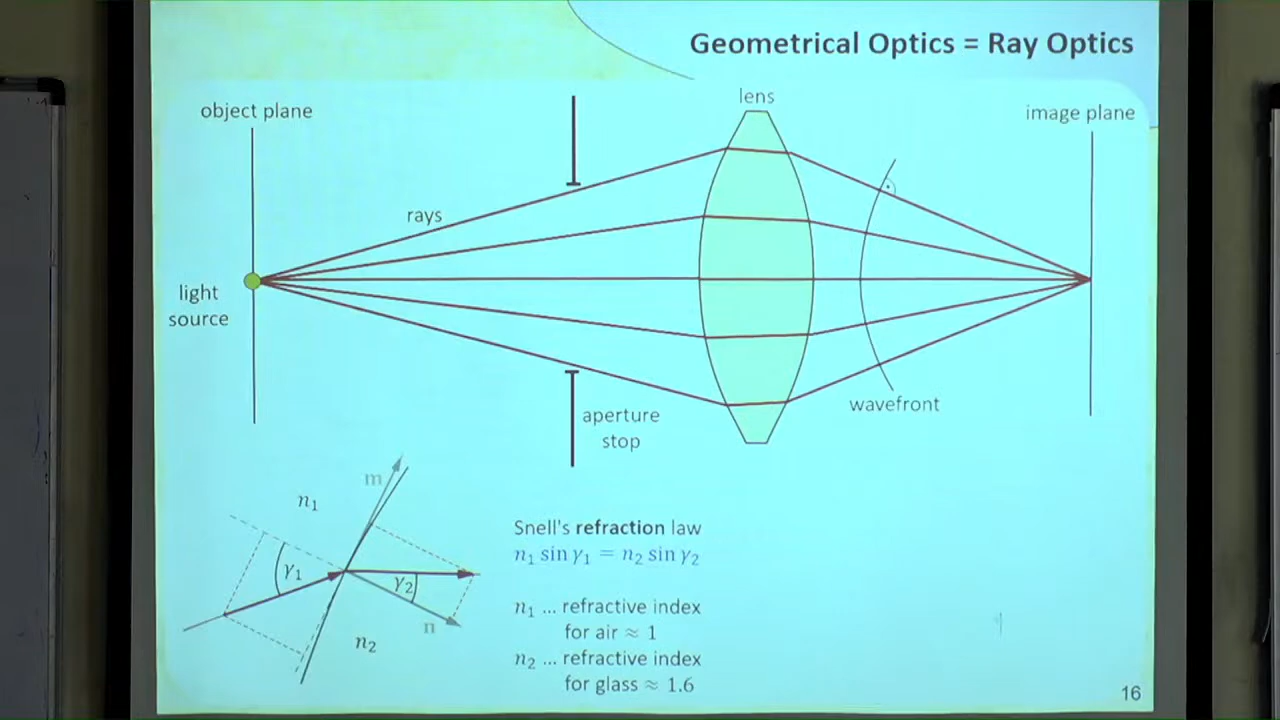 Geometrical Optics = Ray Optics
object plane
lens
image plane
rays
light
source
aperture
stop
wavefront
m
n₁
γ₁
γ₂
n
n₂
Snell's refraction law
n₁ sin γ₁ = n₂ sin γ₂
n₁ ... refractive index
for air ≈ 1
n₂ ... refractive index
for glass ≈ 1.6
16